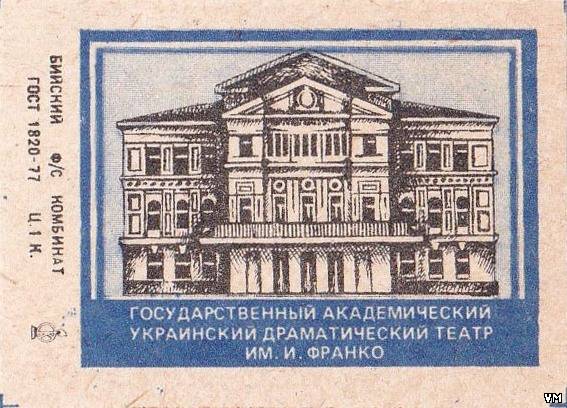 БИЙСКИЙ Ф/С КОМБИНАТ
ГОСТ 1820-77 Ц. 1 К.
ГОСУДАРСТВЕННЫЙ АКАДЕМИЧЕСКИЙ
УКРАИНСКИЙ ДРАМАТИЧЕСКИЙ ТЕАТР
ИМ. И. ФРАНКО
VM